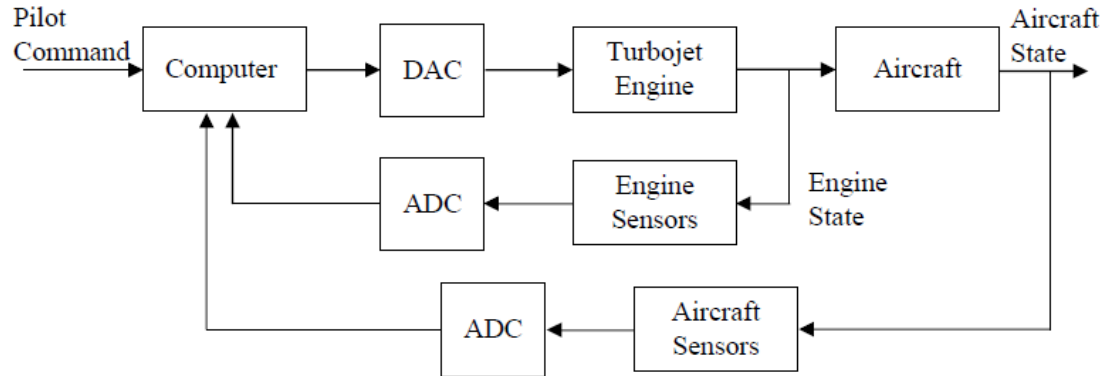 Pilot
Command
Computer
DAC
Turbojet
Engine
Aircraft
Aircraft
State
ADC
Engine
Sensors
Engine
State
ADC
Aircraft
Sensors